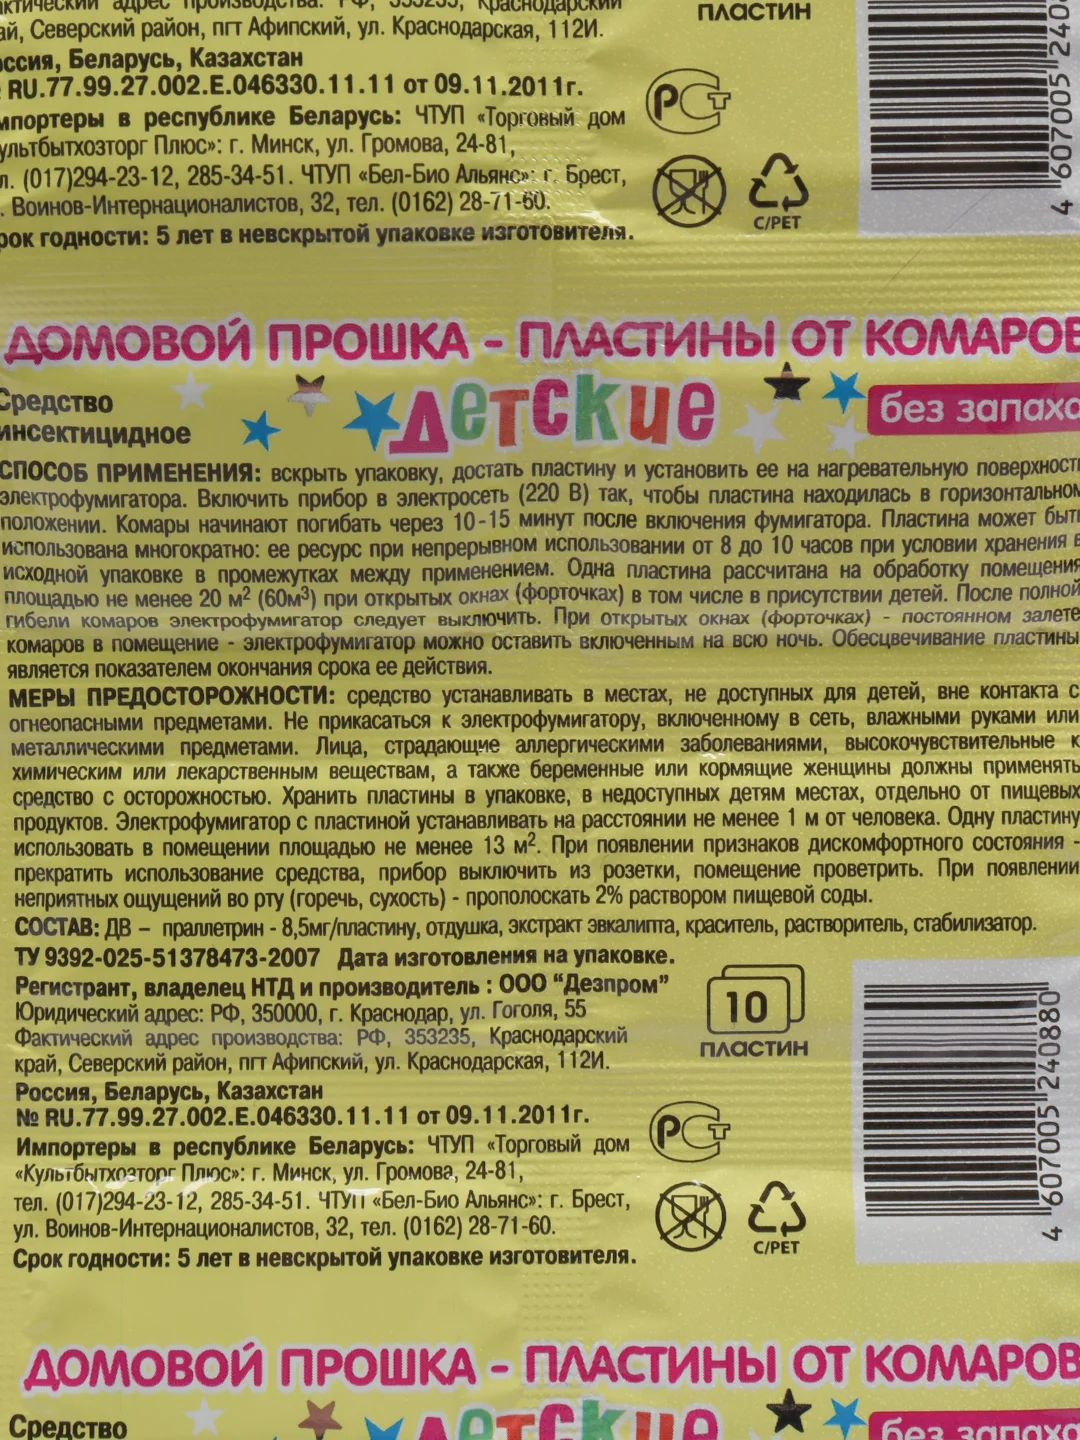 актический адрес производства: РФ, 353235, Краснодарский
ай, Северский район, пгт Афипский, ул. Краснодарская, 112И.
оссия, Беларусь, Казахстан
RU.77.99.27.002.Е.046330.11.11 от 09.11.2011г.
мпортеры в республике Беларусь: ЧТУП «Торговый дом
ультбытхозторг Плюс»: г. Минск, ул. Громова, 24-81,
л. (017)294-23-12, 285-34-51. ЧТУП «Бел-Био Альянс»: г. Брест,
. Воинов-Интернационалистов, 32, тел. (0162) 28-71-60.
рок годности: 5 лет в невскрытой упаковке изготовителя.
ПЛАСТИН
РСТ
С/РЕТ
4 607005 240
ДОМОВОЙ ПРОШКА - ПЛАСТИНЫ ОТ КОМАРОВ
Средство
инсектицидное
Детские
без запаха
СПОСОБ ПРИМЕНЕНИЯ: вскрыть упаковку, достать пластину и установить ее на нагревательную поверхность
электрофумигатора. Включить прибор в электросеть (220 В) так, чтобы пластина находилась в горизонтальном
положении. Комары начинают погибать через 10-15 минут после включения фумигатора. Пластина может быть
использована многократно: ее ресурс при непрерывном использовании от 8 до 10 часов при условии хранения в
исходной упаковке в промежутках между применением. Одна пластина рассчитана на обработку помещения
площадью не менее 20 м² (60м³) при открытых окнах (форточках) в том числе в присутствии детей. После полной
гибели комаров электрофумигатор следует выключить. При открытых окнах (форточках) - постоянном залете
комаров в помещение - электрофумигатор можно оставить включенным на всю ночь. Обесцвечивание пластины
является показателем окончания срока ее действия.
МЕРЫ ПРЕДОСТОРОЖНОСТИ: средство устанавливать в местах, не доступных для детей, вне контакта с
огнеопасными предметами. Не прикасаться к электрофумигатору, включенному в сеть, влажными руками или
металлическими предметами. Лица, страдающие аллергическими заболеваниями, высокочувствительные к
химическим или лекарственным веществам, а также беременные или кормящие женщины должны применять
средство с осторожностью. Хранить пластины в упаковке, в недоступных детям местах, отдельно от пищевых
продуктов. Электрофумигатор с пластиной устанавливать на расстоянии не менее 1 м от человека. Одну пластину
использовать в помещении площадью не менее 13 м². При появлении признаков дискомфортного состояния -
прекратить использование средства, прибор выключить из розетки, помещение проветрить. При появлении
неприятных ощущений во рту (горечь, сухость) - прополоскать 2% раствором пищевой соды.
СОСТАВ: ДВ – праллетрин - 8,5мг/пластину, отдушка, экстракт эвкалипта, краситель, растворитель, стабилизатор.
ТУ 9392-025-51378473-2007 Дата изготовления на упаковке.
Регистрант, владелец НТД и производитель : ООО "Дезпром"
Юридический адрес: РФ, 350000, г. Краснодар, ул. Гоголя, 55
Фактический адрес производства: РФ, 353235, Краснодарский
край, Северский район, пгт Афипский, ул. Краснодарская, 112И.
Россия, Беларусь, Казахстан
№ RU.77.99.27.002.Е.046330.11.11 от 09.11.2011г.
Импортеры в республике Беларусь: ЧТУП «Торговый дом
«Культбытхозторг Плюс»: г. Минск, ул. Громова, 24-81,
тел. (017)294-23-12, 285-34-51. ЧТУП «Бел-Био Альянс»: г. Брест,
ул. Воинов-Интернационалистов, 32, тел. (0162) 28-71-60.
Срок годности: 5 лет в невскрытой упаковке изготовителя.
10
ПЛАСТИН
РСТ
С/РЕТ
4 607005 240880
ДОМОВОЙ ПРОШКА - ПЛАСТИНЫ ОТ КОМАРОВ
Средство
Детские
без запаха